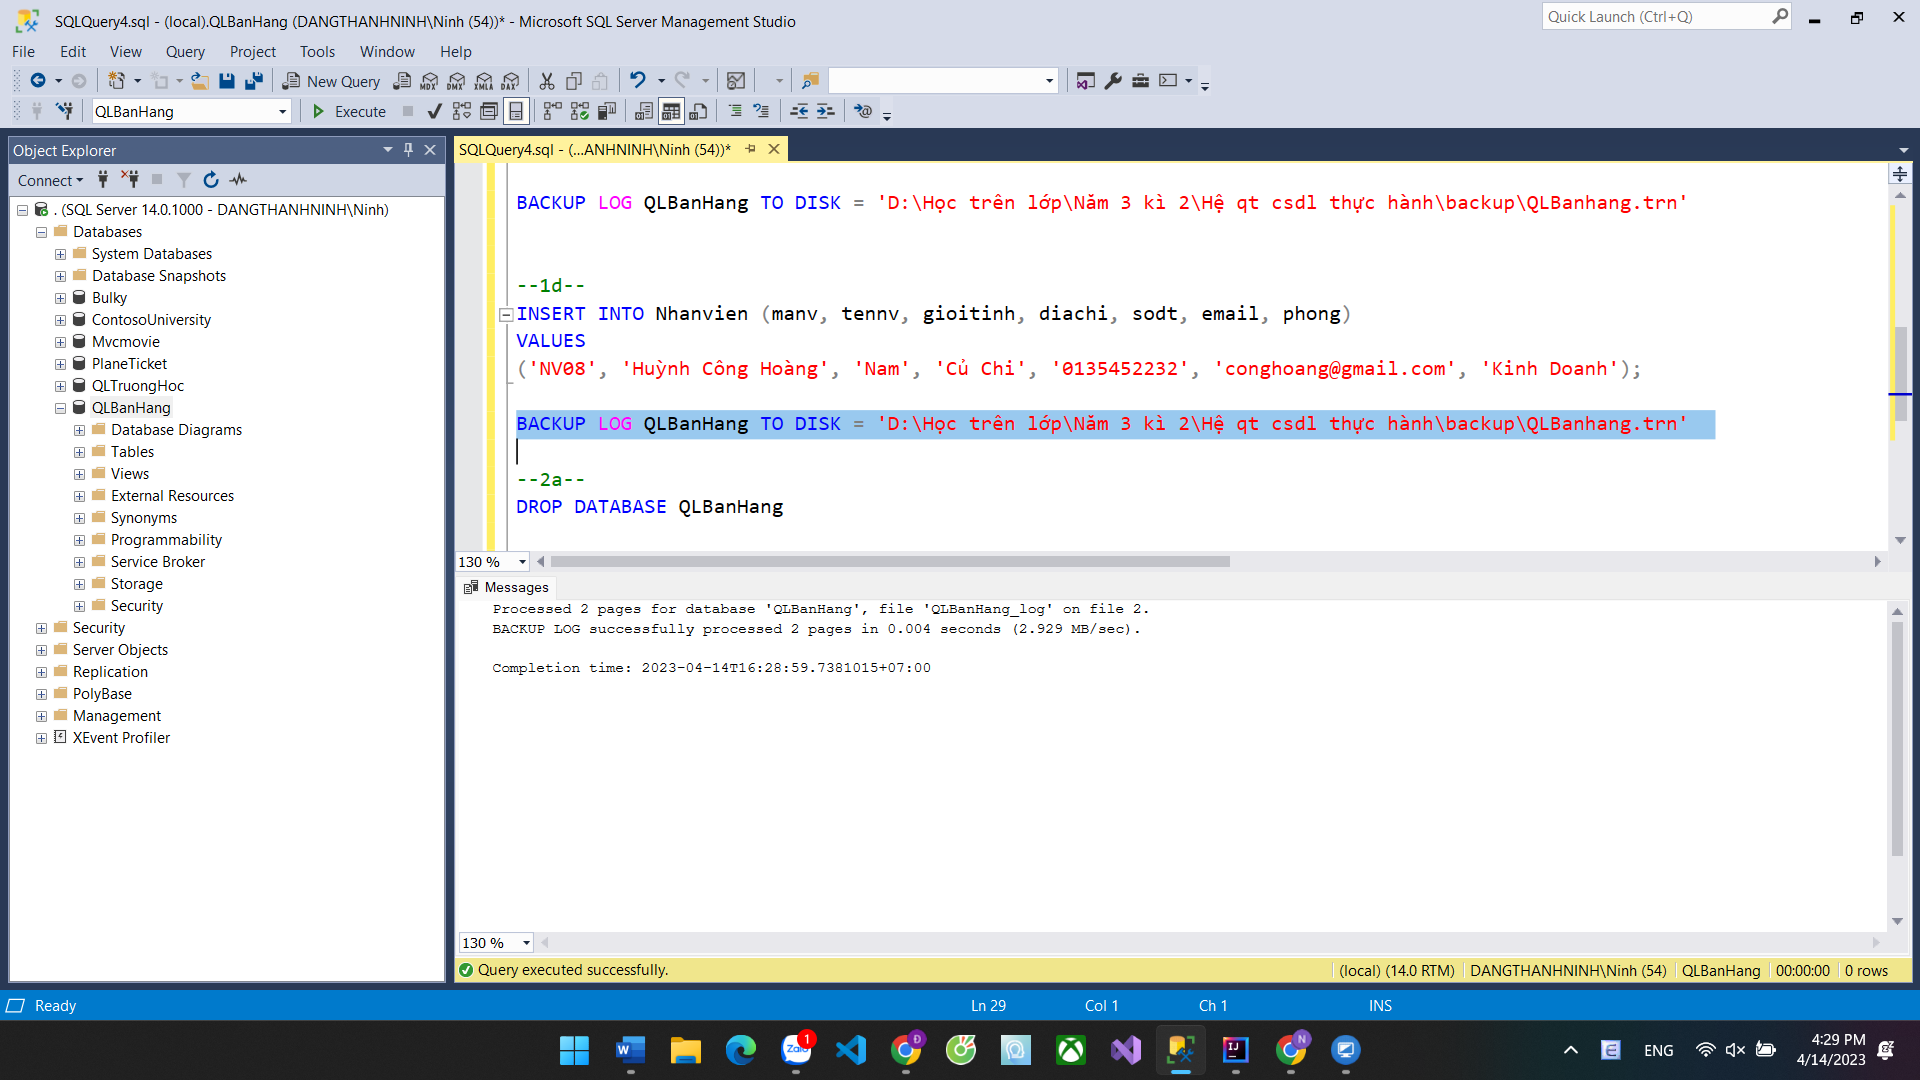 SQLQuery4.sql - (local).QLBanHang (DANGTHANHNINH\Ninh (54))* - Microsoft SQL Server Management Studio
Quick Launch (Ctrl+Q)
File Edit View Query Project Tools Window Help
New Query MDX DMX XMLA DAX
QLBanHang Execute
Object Explorer
Connect
. (SQL Server 14.0.1000 - DANGTHANHNINH\Ninh)
Databases
System Databases
Database Snapshots
Bulky
ContosoUniversity
Mvcmovie
PlaneTicket
QLTruongHoc
QLBanHang
Database Diagrams
Tables
Views
External Resources
Synonyms
Programmability
Service Broker
Storage
Security
Security
Server Objects
Replication
PolyBase
Management
XEvent Profiler
SQLQuery4.sql - (...ANHNINH\Ninh (54))*
BACKUP LOG QLBanHang TO DISK = 'D:\Học trên lớp\Năm 3 kì 2\Hệ qt csdl thực hành\backup\QLBanhang.trn'
--1d--
INSERT INTO Nhanvien (manv, tennv, gioitinh, diachi, sodt, email, phong)
VALUES
('NV08', 'Huỳnh Công Hoàng', 'Nam', 'Củ Chi', '0135452232', 'conghoang@gmail.com', 'Kinh Doanh');
BACKUP LOG QLBanHang TO DISK = 'D:\Học trên lớp\Năm 3 kì 2\Hệ qt csdl thực hành\backup\QLBanhang.trn'
--2a--
DROP DATABASE QLBanHang
130 %
Messages
Processed 2 pages for database 'QLBanHang', file 'QLBanHang_log' on file 2.
BACKUP LOG successfully processed 2 pages in 0.004 seconds (2.929 MB/sec).
Completion time: 2023-04-14T16:28:59.7381015+07:00
130 %
Query executed successfully. (local) (14.0 RTM) DANGTHANHNINH\Ninh (54) QLBanHang 00:00:00 0 rows
Ready Ln 29 Col 1 Ch 1 INS
Zalo 1 Đ N ENG 4:29 PM
4/14/2023